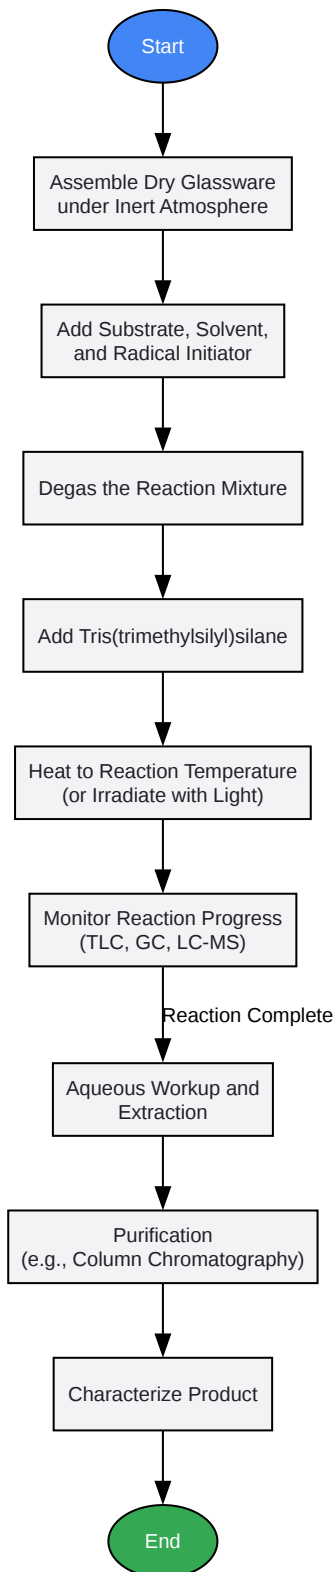 Start
Assemble Dry Glassware
under Inert Atmosphere
Add Substrate, Solvent,
and Radical Initiator
Degas the Reaction Mixture
Add Tris(trimethylsilyl)silane
Heat to Reaction Temperature
(or Irradiate with Light)
Monitor Reaction Progress
(TLC, GC, LC-MS)
Reaction Complete
Aqueous Workup and
Extraction
Purification
(e.g., Column Chromatography)
Characterize Product
End